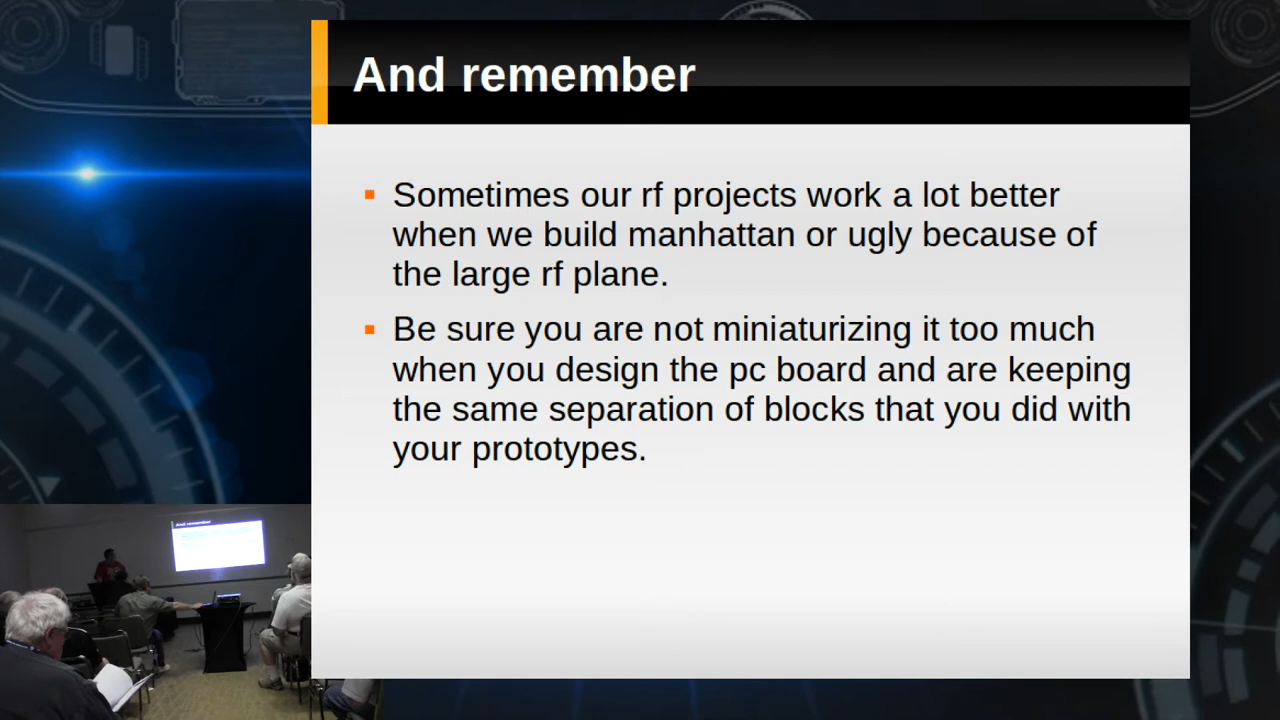 And remember
Sometimes our rf projects work a lot better
when we build manhattan or ugly because of
the large rf plane.
Be sure you are not miniaturizing it too much
when you design the pc board and are keeping
the same separation of blocks that you did with
your prototypes.
And remember